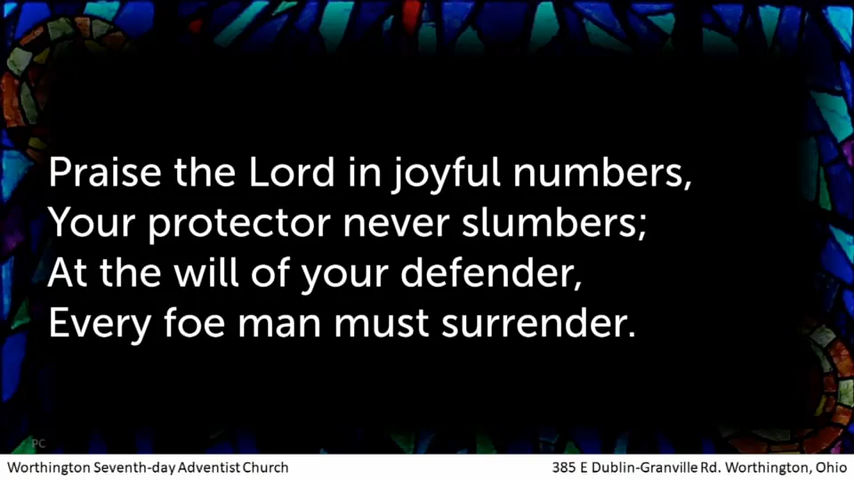 Praise the Lord in joyful numbers,
Your protector never slumbers;
At the will of your defender,
Every foe man must surrender.
PC
Worthington Seventh-day Adventist Church
385 E Dublin-Granville Rd. Worthington, Ohio